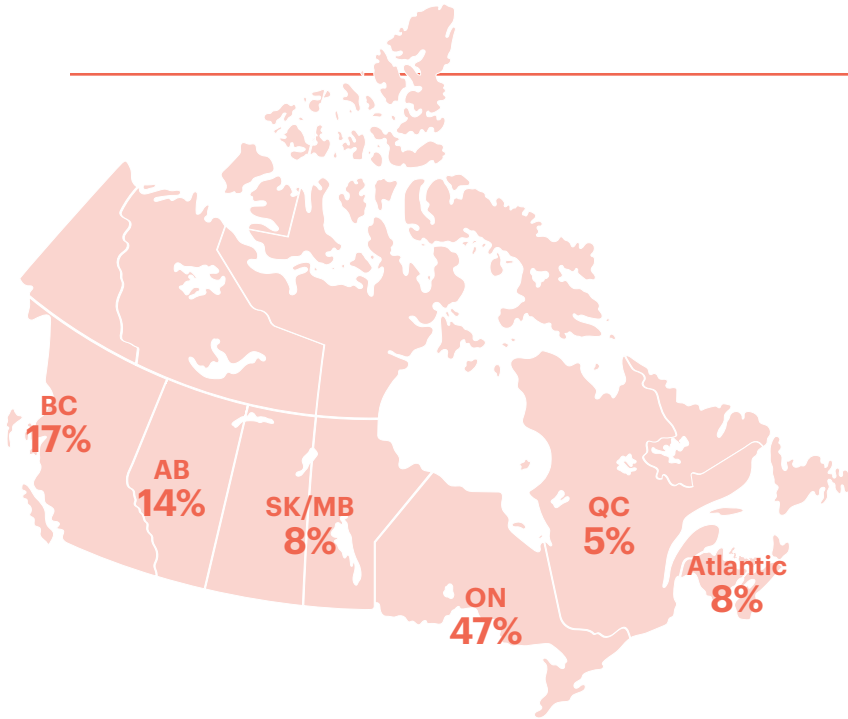 BC
17%
AB
14%
SK/MB
8%
ON
47%
QC
5%
Atlantic
8%